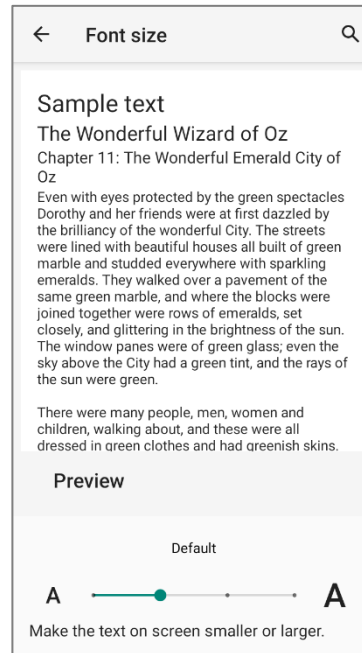 Font size
Sample text
The Wonderful Wizard of Oz
Chapter 11: The Wonderful Emerald City of
Oz
Even with eyes protected by the green spectacles
Dorothy and her friends were at first dazzled by
the brilliancy of the wonderful City. The streets
were lined with beautiful houses all built of green
marble and studded everywhere with sparkling
emeralds. They walked over a pavement of the
same green marble, and where the blocks were
joined together were rows of emeralds, set
closely, and glittering in the brightness of the sun.
The window panes were of green glass; even the
sky above the City had a green tint, and the rays of
the sun were green.
There were many people, men, women and
children, walking about, and these were all
dressed in green clothes and had greenish skins.
Preview
Default
A A
Make the text on screen smaller or larger.